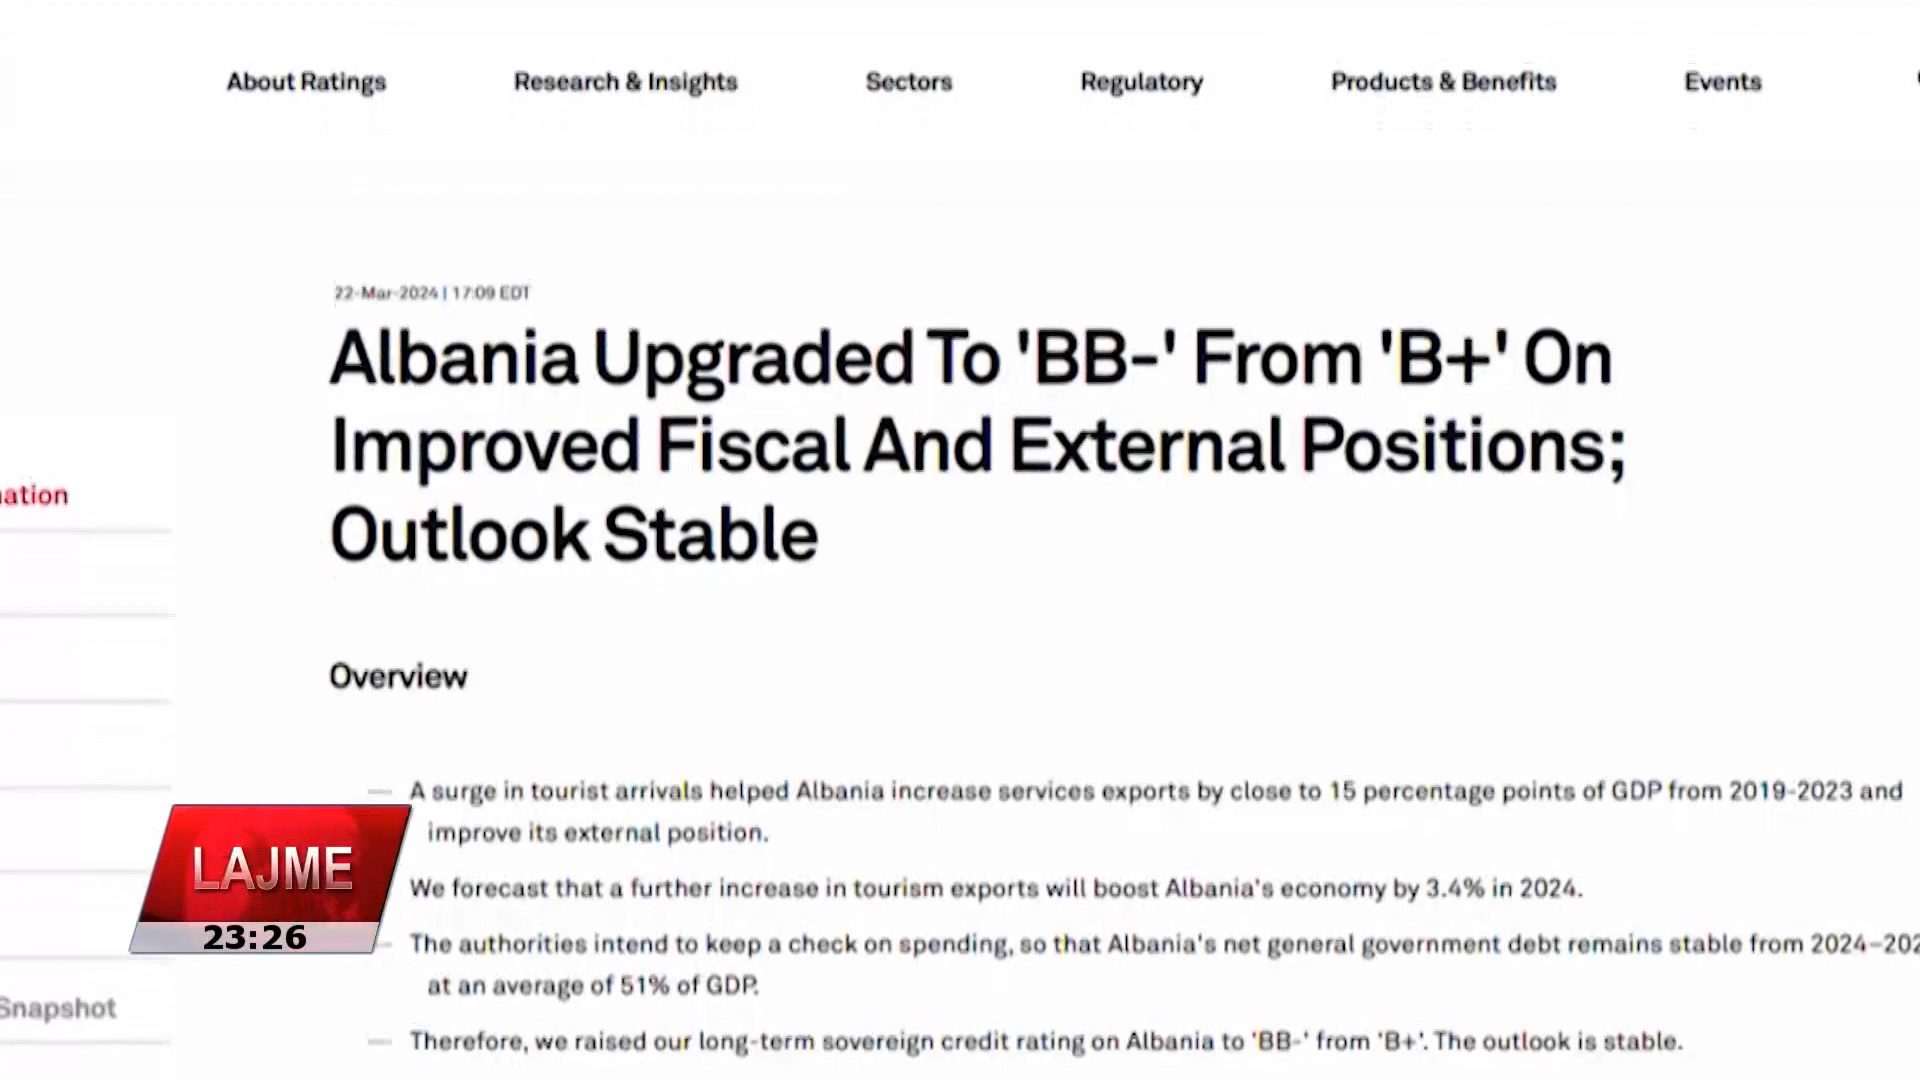 About Ratings Research & Insights Sectors Regulatory Products & Benefits Events
22-Mar-2024 | 17:09 EDT
Albania Upgraded To 'BB-' From 'B+' On
Improved Fiscal And External Positions;
Outlook Stable
Overview
— A surge in tourist arrivals helped Albania increase services exports by close to 15 percentage points of GDP from 2019-2023 and
improve its external position.
We forecast that a further increase in tourism exports will boost Albania's economy by 3.4% in 2024.
The authorities intend to keep a check on spending, so that Albania's net general government debt remains stable from 2024–202
at an average of 51% of GDP.
— Therefore, we raised our long-term sovereign credit rating on Albania to 'BB-' from 'B+'. The outlook is stable.
ation
Snapshot
LAJME
23:26